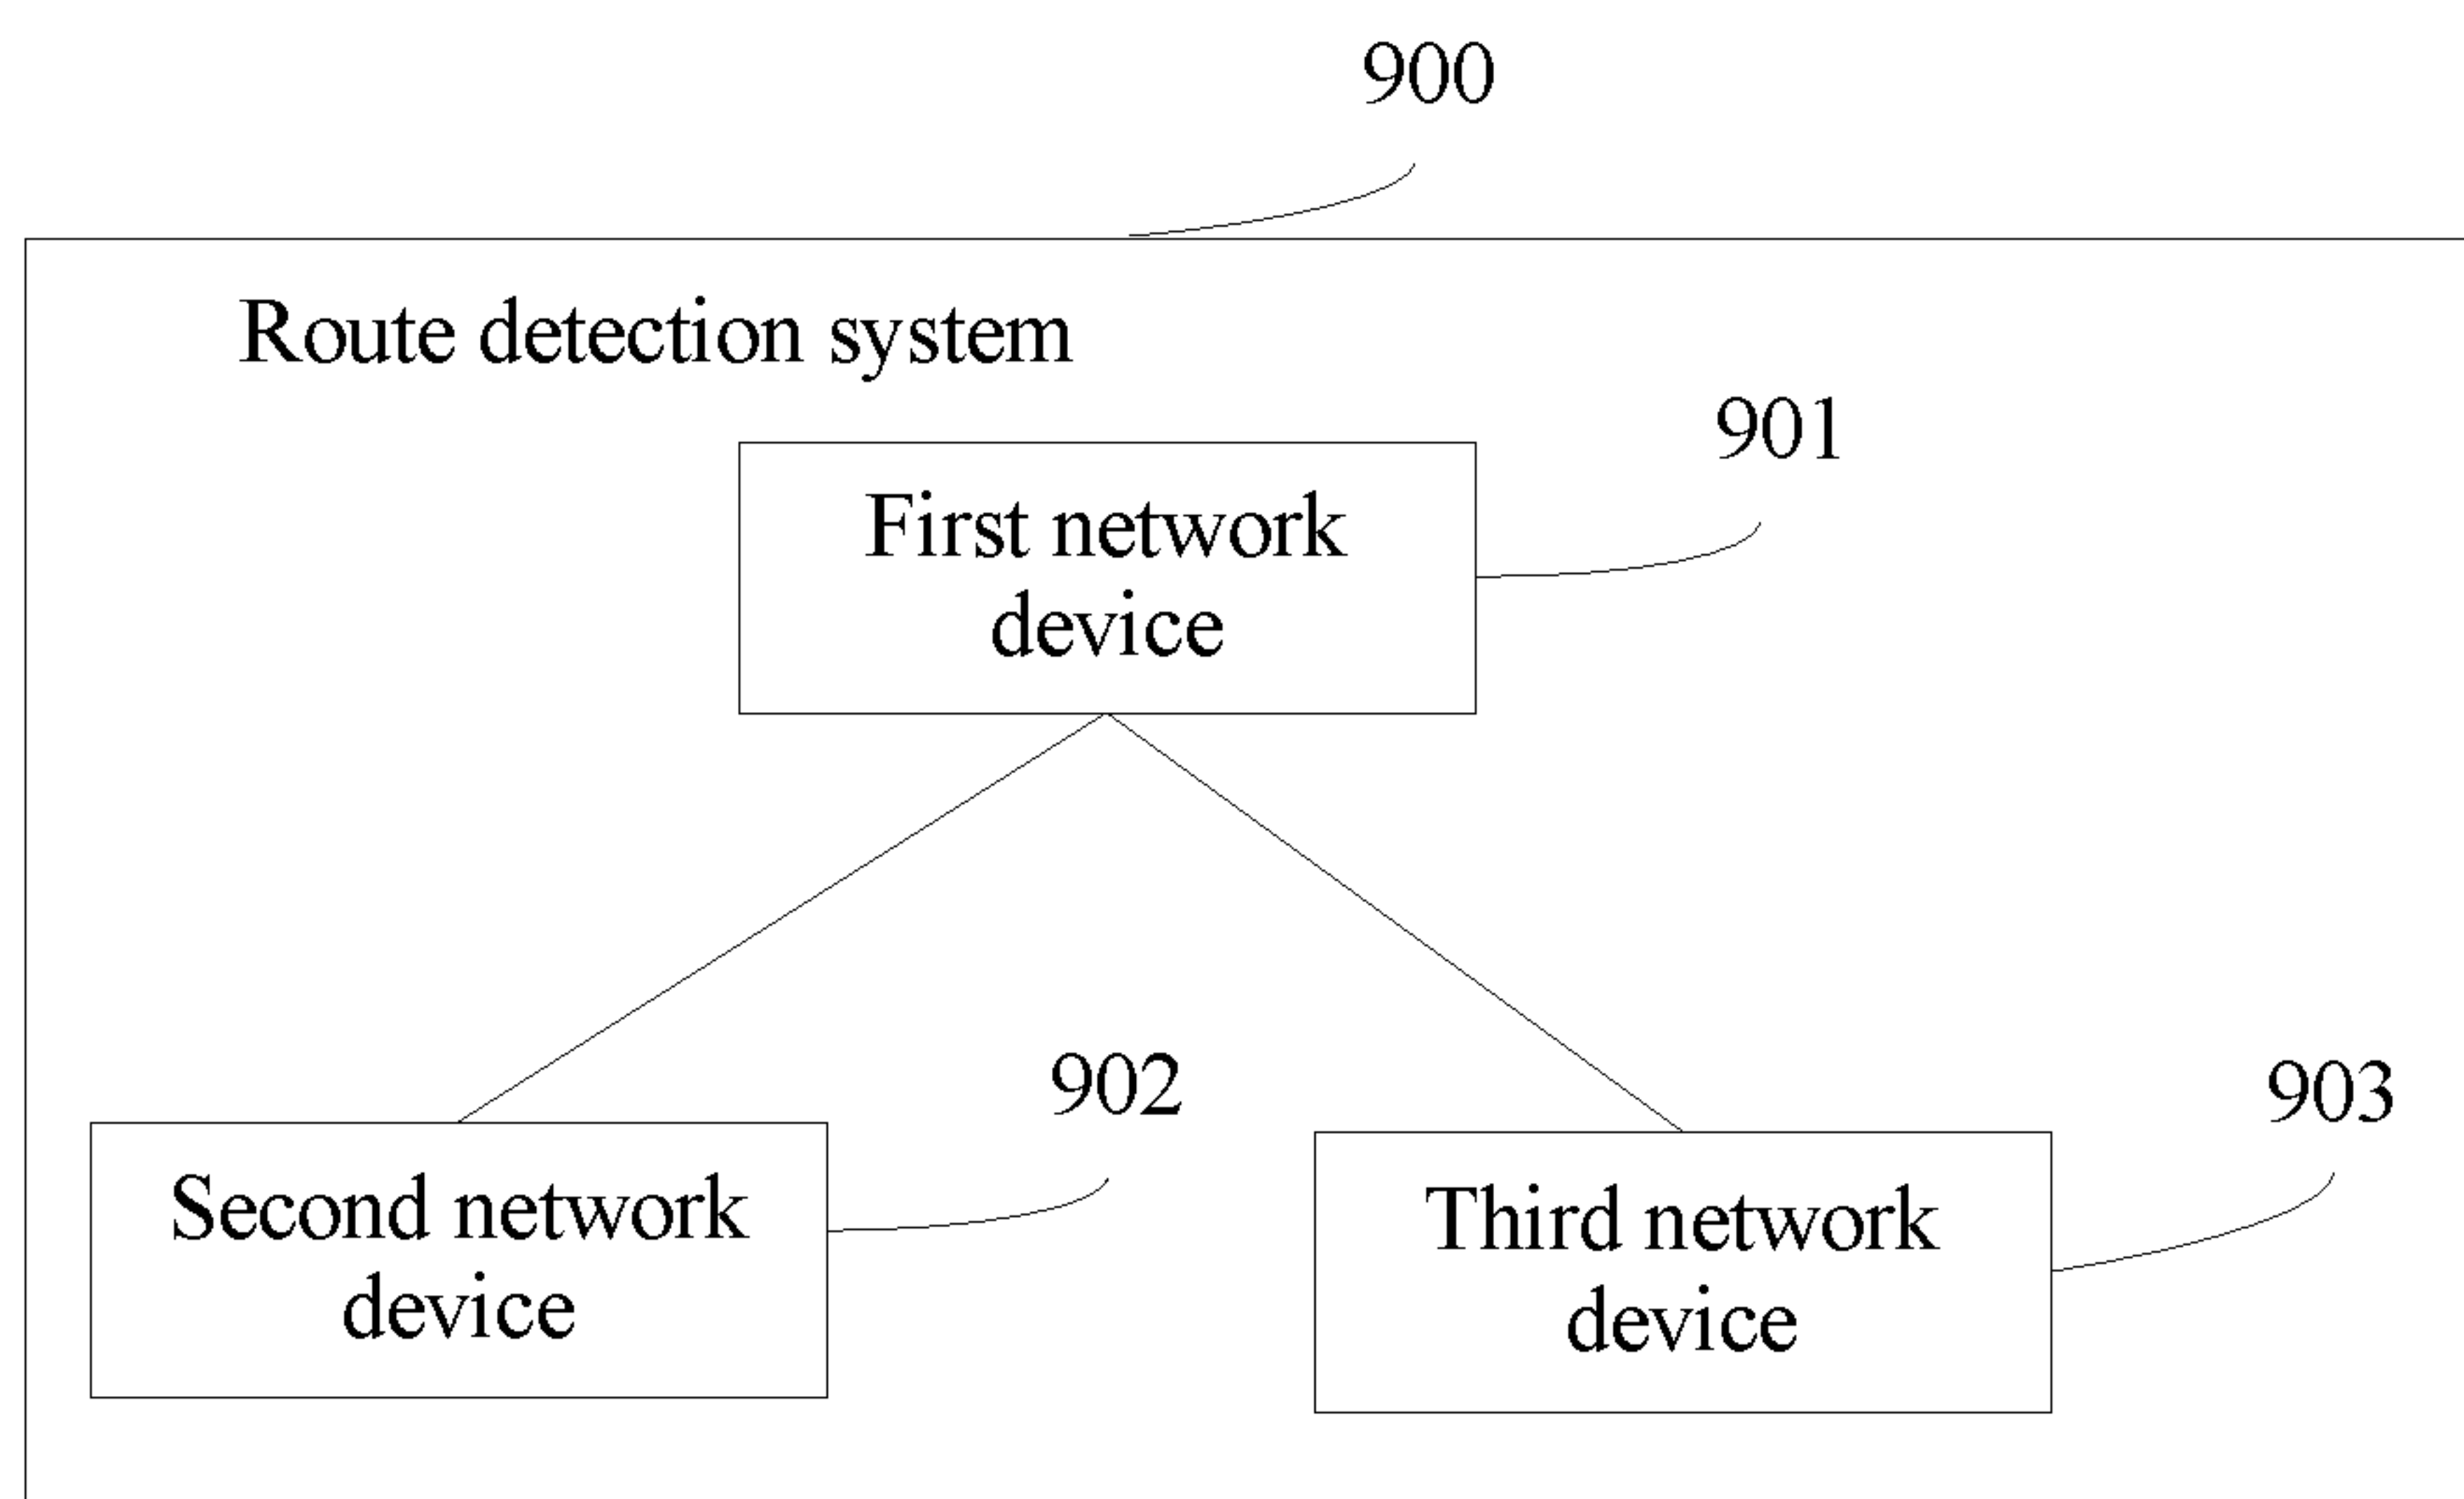 900
Route detection system
901
First network
device
902
903
Second network
device
Third network
device